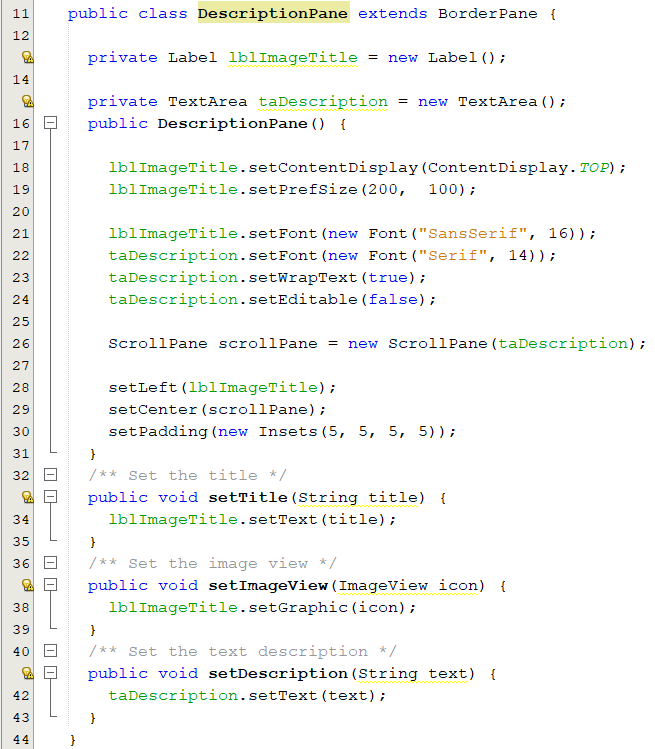 11 public class DescriptionPane extends BorderPane {
12
private Label lblImageTitle = new Label();
14
private TextArea taDescription = new TextArea();
16 public DescriptionPane() {
17
18 lblImageTitle.setContentDisplay(ContentDisplay.TOP);
19 lblImageTitle.setPrefSize(200,  100);
20
21 lblImageTitle.setFont(new Font("SansSerif", 16));
22 taDescription.setFont(new Font("Serif", 14));
23 taDescription.setWrapText(true);
24 taDescription.setEditable(false);
25
26 ScrollPane scrollPane = new ScrollPane(taDescription);
27
28 setLeft(lblImageTitle);
29 setCenter(scrollPane);
30 setPadding(new Insets(5, 5, 5, 5));
31 }
32 /** Set the title */
public void setTitle(String title) {
34 lblImageTitle.setText(title);
35 }
36 /** Set the image view */
public void setImageView(ImageView icon) {
38 lblImageTitle.setGraphic(icon);
39 }
40 /** Set the text description */
public void setDescription(String text) {
42 taDescription.setText(text);
43 }
44 }